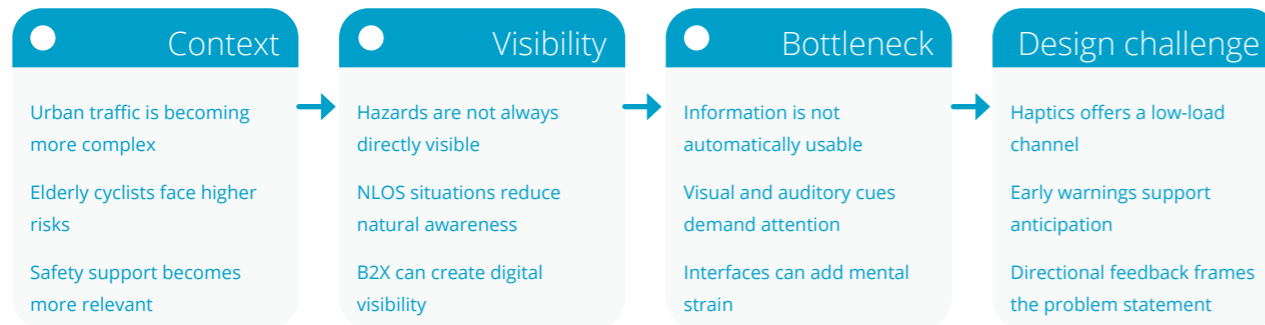 Context
Urban traffic is becoming
more complex
Elderly cyclists face higher
risks
Safety support becomes
more relevant
Visibility
Hazards are not always
directly visible
NLOS situations reduce
natural awareness
B2X can create digital
visibility
Bottleneck
Information is not
automatically usable
Visual and auditory cues
demand attention
Interfaces can add mental
strain
Design challenge
Haptics offers a low-load
channel
Early warnings support
anticipation
Directional feedback frames
the problem statement